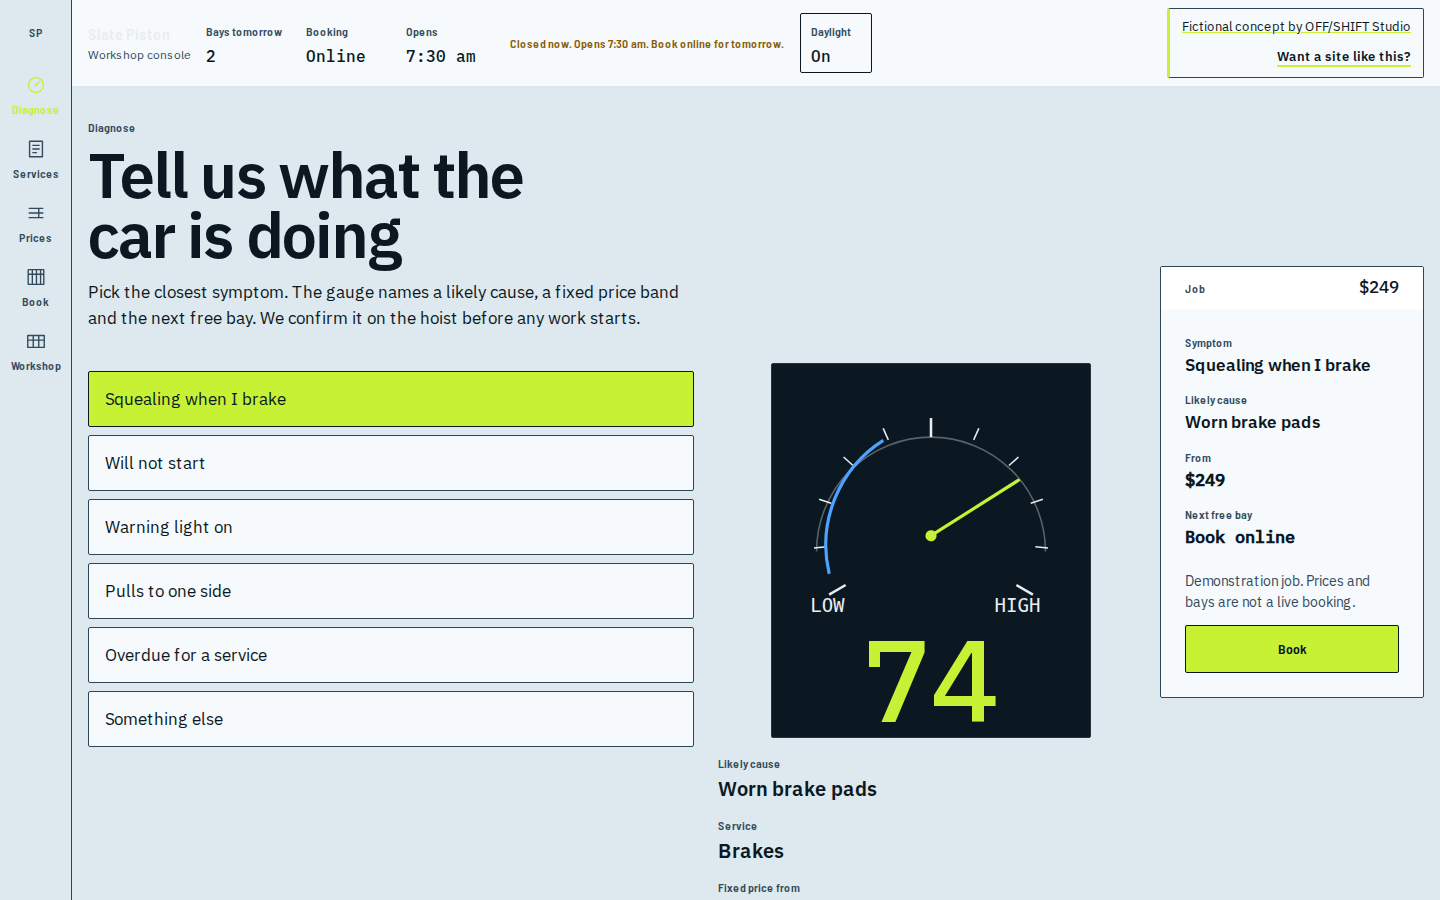 SP
Diagnose
Services
Prices
Book
Workshop
Slate Piston
Workshop console
Bays tomorrow
2
Booking
Online
Opens
7:30 am
Closed now. Opens 7:30 am. Book online for tomorrow.
Daylight
On
Fictional concept by OFF/SHIFT Studio
Want a site like this?
Diagnose
Tell us what the
car is doing
Pick the closest symptom. The gauge names a likely cause, a fixed price band
and the next free bay. We confirm it on the hoist before any work starts.
Squealing when I brake
Will not start
Warning light on
Pulls to one side
Overdue for a service
Something else
LOW
HIGH
74
Likely cause
Worn brake pads
Service
Brakes
Fixed price from
Job
$249
Symptom
Squealing when I brake
Likely cause
Worn brake pads
From
$249
Next free bay
Book online
Demonstration job. Prices and
bays are not a live booking.
Book